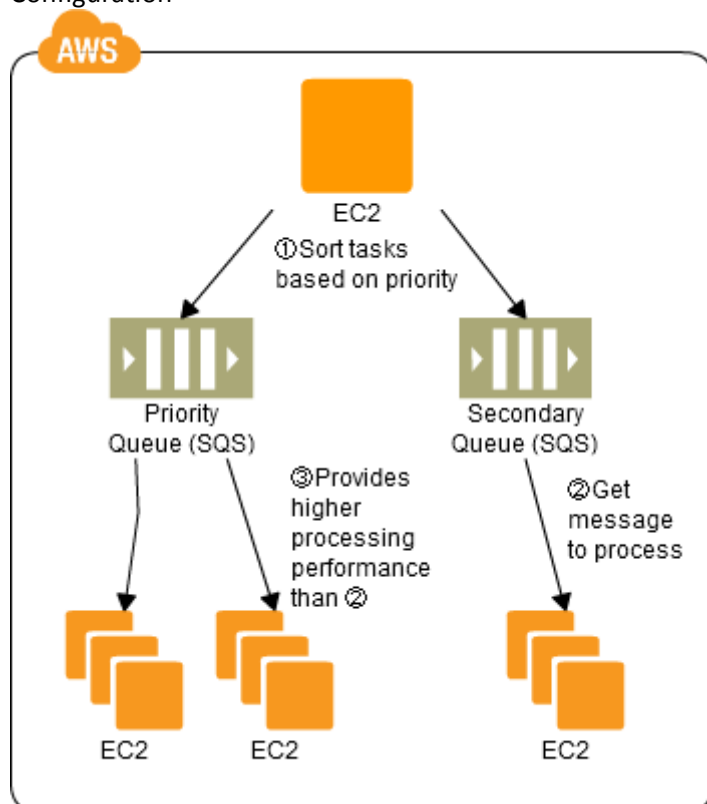 Configuration
AWS
EC2
①Sort tasks
based on priority
Priority
Queue (SQS)
Secondary
Queue (SQS)
③Provides
higher
processing
performance
than ②
②Get
message
to process
EC2
EC2
EC2